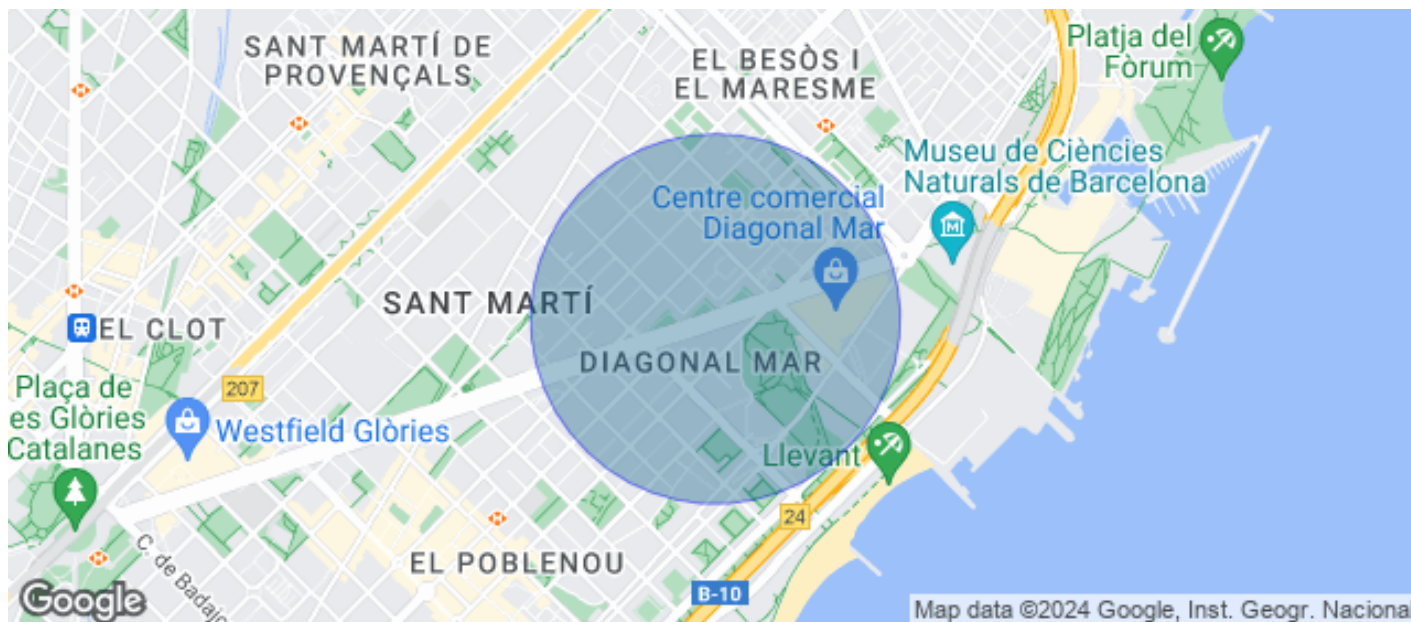 SANT MARTÍ DE
PROVENÇALS
EL BESÒS I
EL MARESME
Platja del
Fòrum
Museu de Ciències
Naturals de Barcelona
Centre comercial
Diagonal Mar
SANT MARTÍ
EL CLOT
DIAGONAL MAR
Plaça de
es Glòries
Catalanes
207
Westfield Glòries
Llevant
24
C. de Badajo
EL POBLENOU
B-10
Google
Map data ©2024 Google, Inst. Geogr. Nacional
M